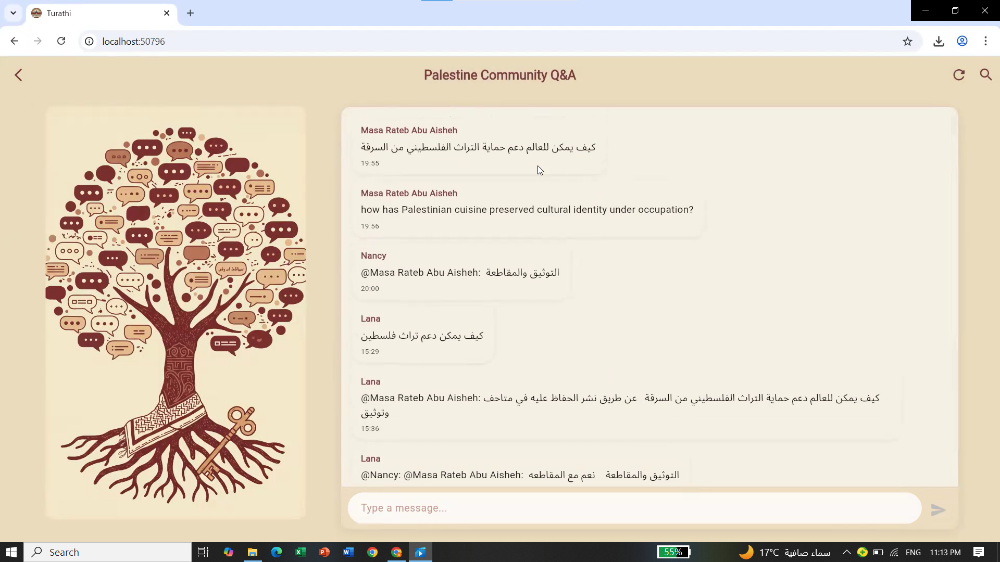 Turathi
localhost:50796
Palestine Community Q&A
Masa Rateb Abu Aisheh
كيف يمكن للعالم دعم حماية التراث الفلسطيني من السرقة
19:55
Masa Rateb Abu Aisheh
how has Palestinian cuisine preserved cultural identity under occupation?
19:56
Nancy
@Masa Rateb Abu Aisheh: التوثيق والمقاطعة
20:00
Lana
كيف يمكن دعم تراث فلسطين
15:29
Lana
@Masa Rateb Abu Aisheh: كيف يمكن للعالم دعم حماية التراث الفلسطيني من السرقة عن طريق نشر الحفاظ عليه في متاحف
وتوثيق
15:36
Lana
@Nancy: @Masa Rateb Abu Aisheh: التوثيق والمقاطعة نعم مع المقاطعه
Type a message...
Search
55%
17°C سماء صافية
ENG
11:13 PM